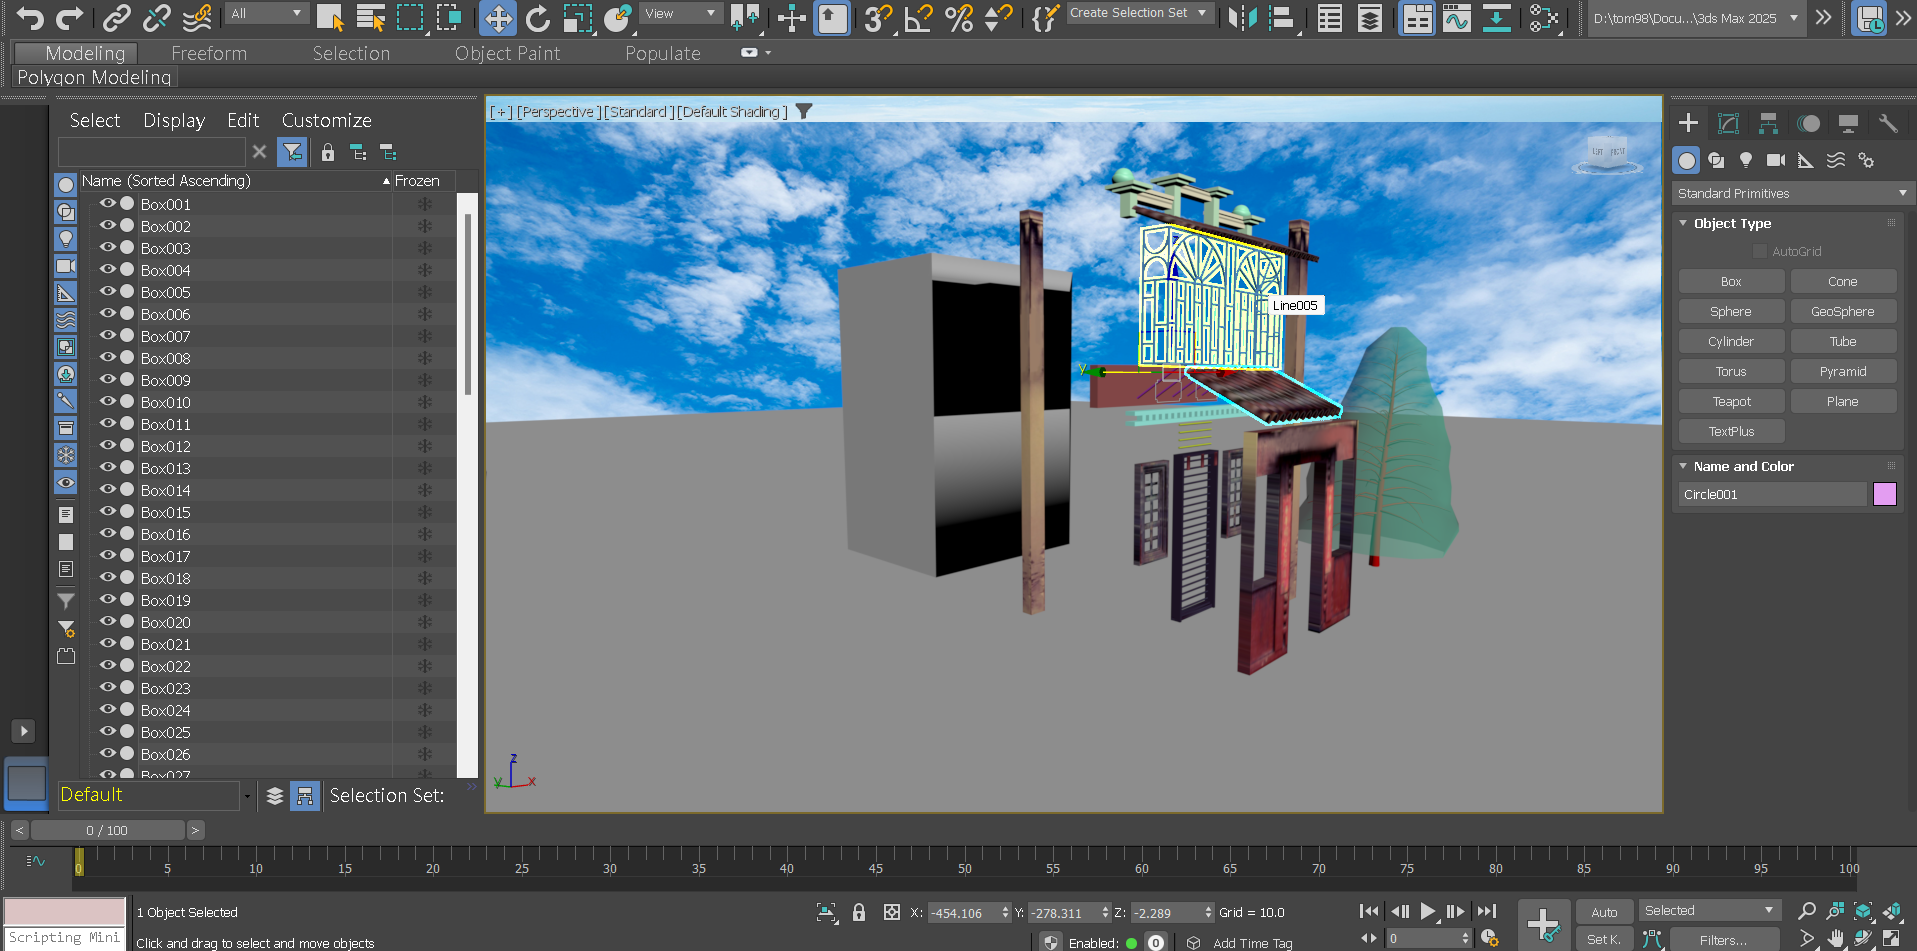 All
View
3
Create Selection Set
D:\tom98\Docu...\3ds Max 2025
Modeling
Freeform
Selection
Object Paint
Populate
Polygon Modeling
Select
Display
Edit
Customize
Name (Sorted Ascending)
Frozen
Box001
Box002
Box003
Box004
Box005
Box006
Box007
Box008
Box009
Box010
Box011
Box012
Box013
Box014
Box015
Box016
Box017
Box018
Box019
Box020
Box021
Box022
Box023
Box024
Box025
Box026
Box027
Default
Selection Set:
[+] [Perspective ] [Standard ] [Default Shading ]
LEFT FRONT
Line005
y
z
y x
Standard Primitives
Object Type
AutoGrid
Box Cone
Sphere GeoSphere
Cylinder Tube
Torus Pyramid
Teapot Plane
TextPlus
Name and Color
Circle001
< 0 / 100 >
0 5 10 15 20 25 30 35 40 45 50 55 60 65 70 75 80 85 90 95 100
1 Object Selected
X: -454.106 Y: -278.311 Z: -2.289 Grid = 10.0
Auto Selected
Scripting Mini
Click and drag to select and move objects
Enabled: 0 Add Time Tag
0
Set K. Filters...